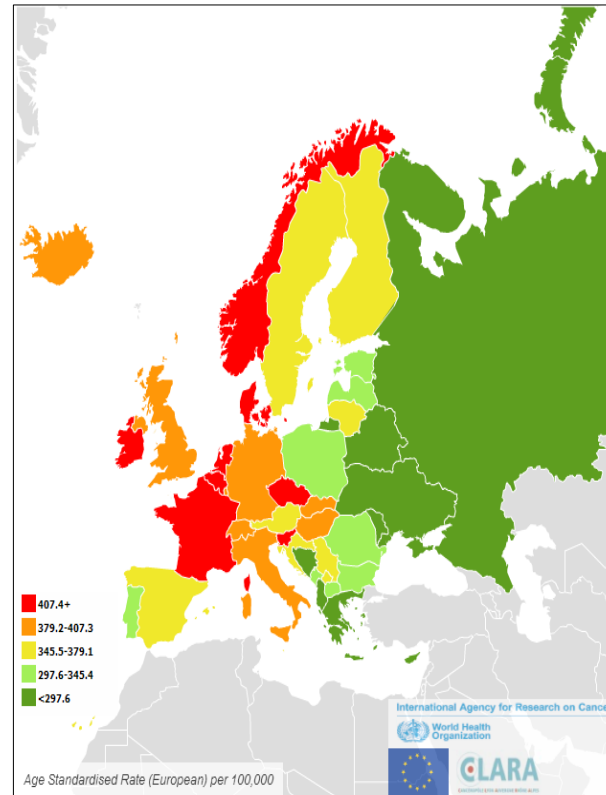 407.4+
379.2-407.3
345.5-379.1
297.6-345.4
<297.6
International Agency for Research on Cance
World Health
Organization
CLARA
Age Standardised Rate (European) per 100,000